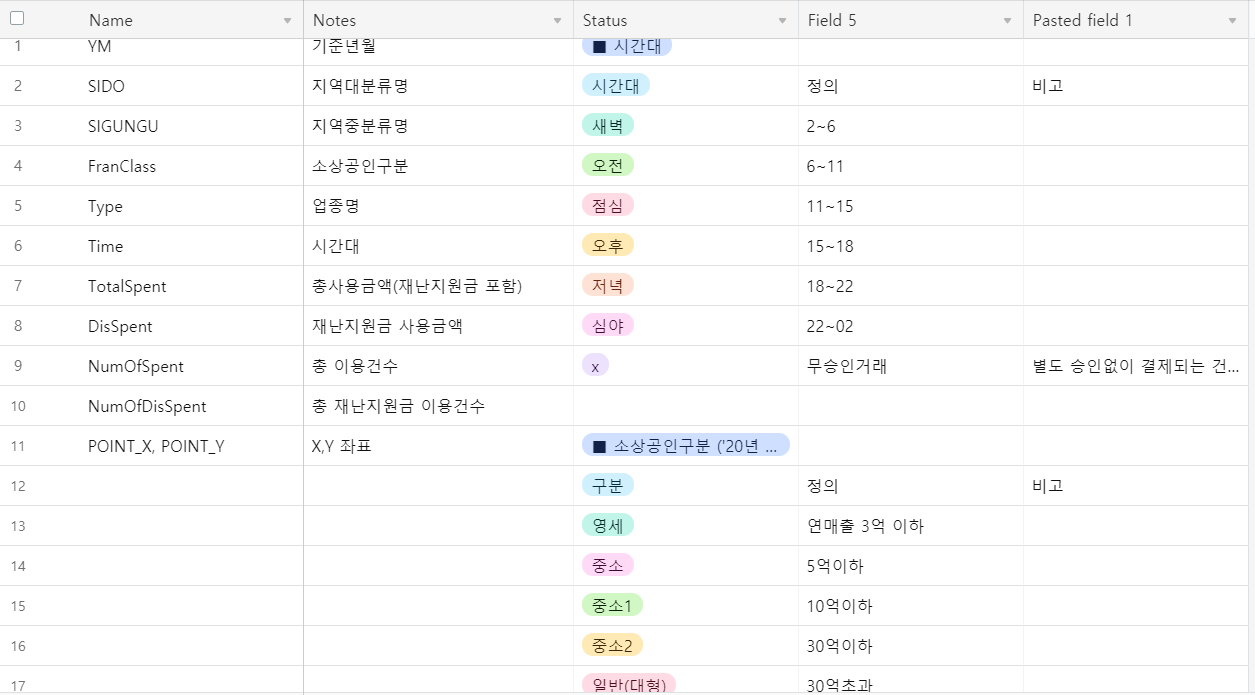 Name Notes Status Field 5 Pasted field 1
1 YM 기준년월 ■ 시간대
2 SIDO 지역대분류명 시간대 정의 비고
3 SIGUNGU 지역중분류명 새벽 2~6
4 FranClass 소상공인구분 오전 6~11
5 Type 업종명 점심 11~15
6 Time 시간대 오후 15~18
7 TotalSpent 총사용금액(재난지원금 포함) 저녁 18~22
8 DisSpent 재난지원금 사용금액 심야 22~02
9 NumOfSpent 총 이용건수 x 무승인거래 별도 승인없이 결제되는 건...
10 NumOfDisSpent 총 재난지원금 이용건수
11 POINT_X, POINT_Y X,Y 좌표 ■ 소상공인구분 ('20년 ...
12 구분 정의 비고
13 영세 연매출 3억 이하
14 중소 5억이하
15 중소1 10억이하
16 중소2 30억이하
17 일반(대형) 30억초과